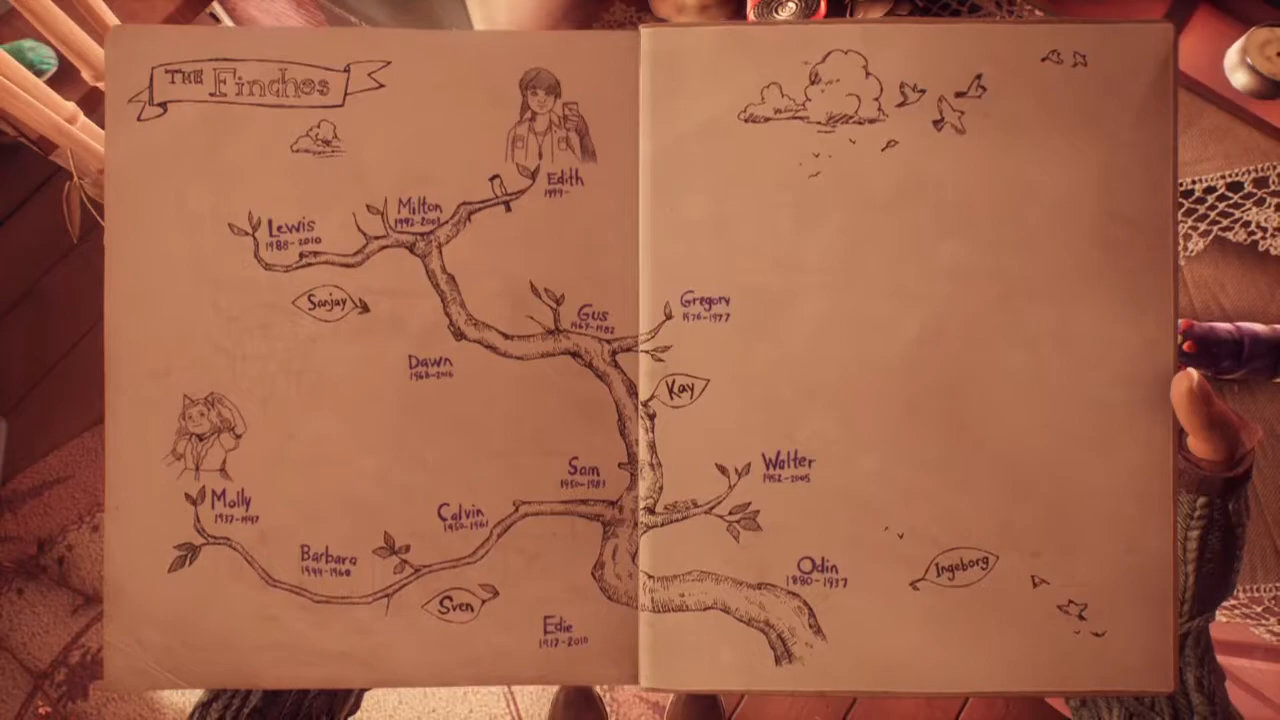 THE Finches
Edith
1999-
Milton
1992-2003
Lewis
1988-2010
Sanjay
Gus
1969-1982
Gregory
1976-1977
Dawn
1968-2016
Kay
Sam
1950-1983
Walter
1952-2005
Molly
1937-1947
Calvin
1950-1961
Barbara
1944-1960
Odin
1880-1937
Ingeborg
Sven
Edie
1917-2010